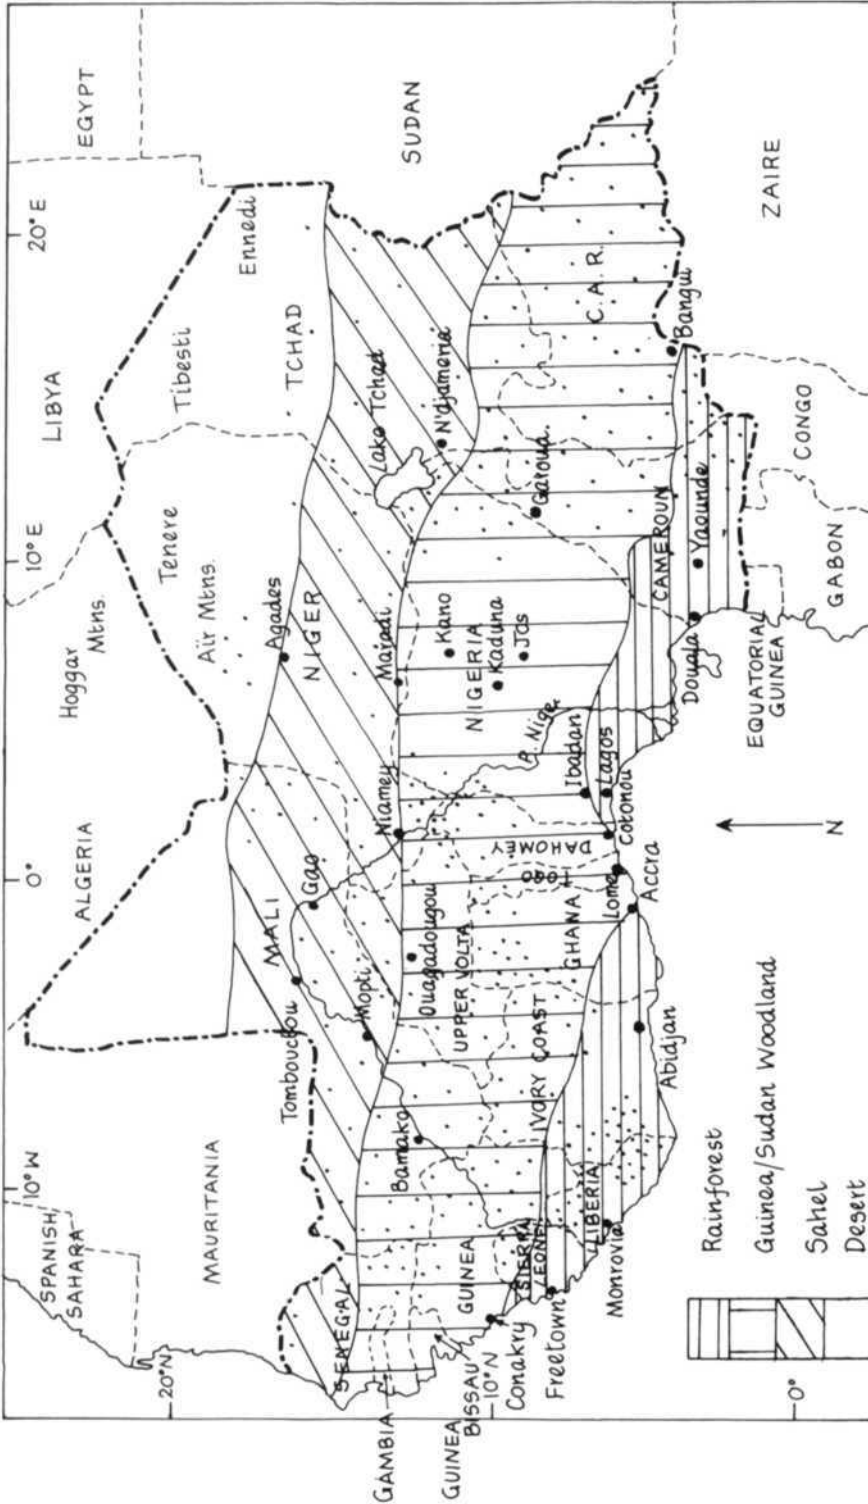 EGYPT
LIBYA
ALGERIA
SPANISH
SAHARA
MAURITANIA
SUDAN
ZAIRE
CONGO
GABON
EQUATORIAL
GUINEA
20°E
10°E
0°
10°W
20°N
10°N
0°
Hoggar
Mtns.
Tibesti
Ennedi
Tenere
Aïr Mtns.
TCHAD
NIGER
MALI
Agades
Lake Tchad
N'djamena
Gao
Tombouctou
Mopti
Niamey
Maradi
Kano
Kaduna
Jos
NIGERIA
Garoua
C.A.R.
Bangui
CAMEROUN
Yaounde
Douala
R. Niger
Ibadan
Lagos
Cotonou
DAHOMEY
TOGO
Lome
GHANA
Accra
Ouagadougou
UPPER VOLTA
IVORY COAST
Abidjan
Bamako
SENEGAL
GAMBIA
GUINEA
BISSAU
GUINEA
Conakry
SIERRA
LEONE
Freetown
LIBERIA
Monrovia
N
Rainforest
Guinea/Sudan Woodland
Sahel
Desert